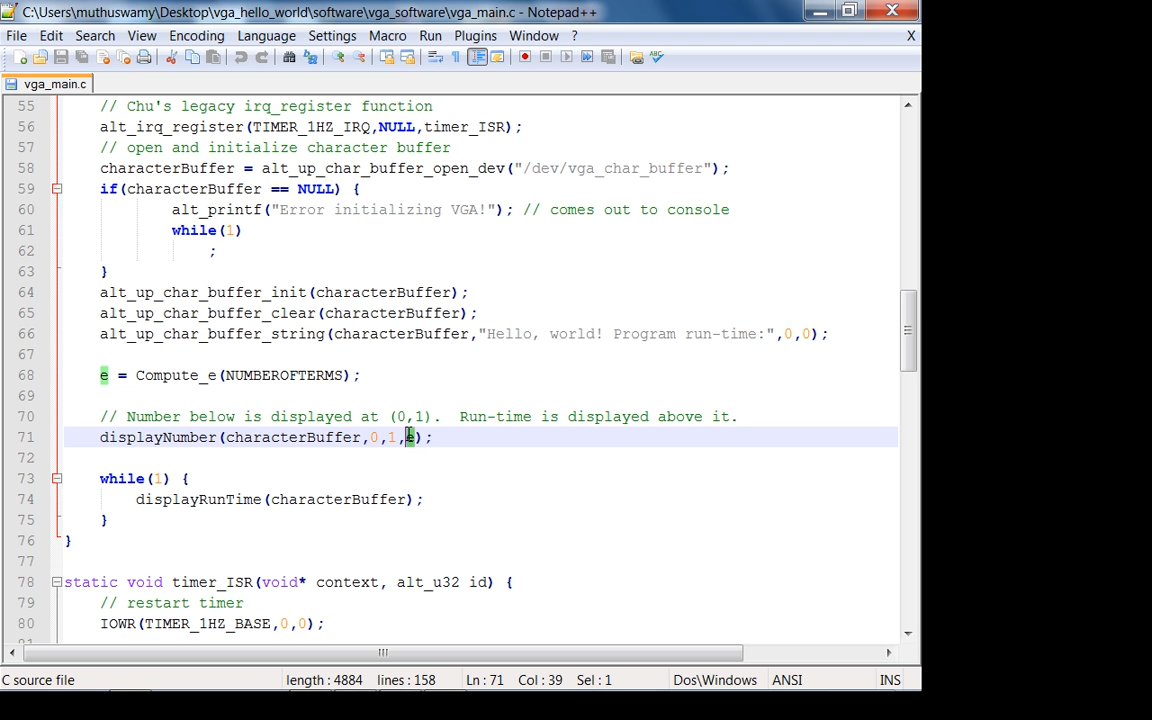 C:\Users\muthuswamy\Desktop\vga_hello_world\software\vga_software\vga_main.c - Notepad++
File Edit Search View Encoding Language Settings Macro Run Plugins Window ? X
vga_main.c
55 // Chu's legacy irq_register function
56 alt_irq_register(TIMER_1HZ_IRQ,NULL,timer_ISR);
57 // open and initialize character buffer
58 characterBuffer = alt_up_char_buffer_open_dev("/dev/vga_char_buffer");
59 if(characterBuffer == NULL) {
60 alt_printf("Error initializing VGA!"); // comes out to console
61 while(1)
62 ;
63 }
64 alt_up_char_buffer_init(characterBuffer);
65 alt_up_char_buffer_clear(characterBuffer);
66 alt_up_char_buffer_string(characterBuffer,"Hello, world! Program run-time:",0,0);
67
68 e = Compute_e(NUMBEROFTERMS);
69
70 // Number below is displayed at (0,1).  Run-time is displayed above it.
71 displayNumber(characterBuffer,0,1,e);
72
73 while(1) {
74 displayRunTime(characterBuffer);
75 }
76 }
77
78 static void timer_ISR(void* context, alt_u32 id) {
79 // restart timer
80 IOWR(TIMER_1HZ_BASE,0,0);
C source file length : 4884 lines : 158 Ln : 71 Col : 39 Sel : 1 Dos\Windows ANSI INS